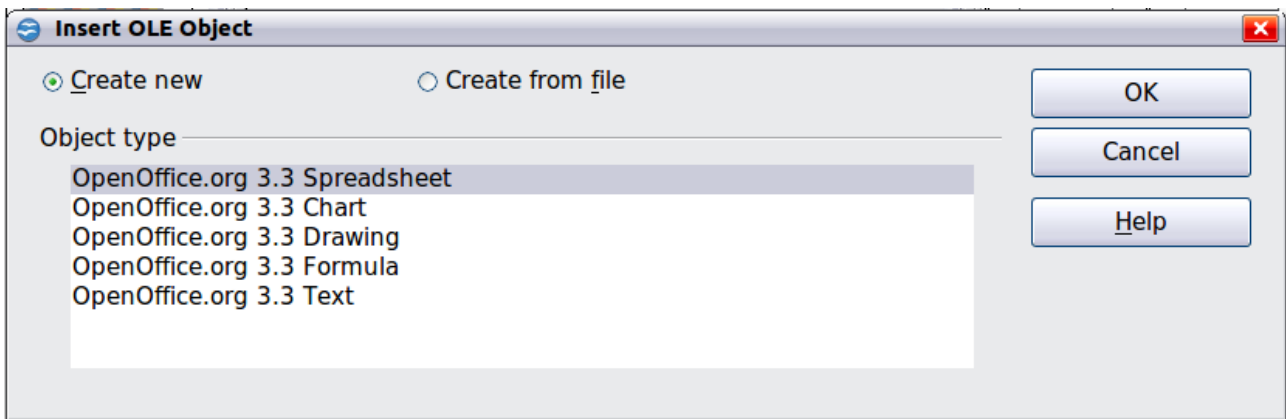 Insert OLE Object
Create new
Create from file
OK
Object type
Cancel
OpenOffice.org 3.3 Spreadsheet
OpenOffice.org 3.3 Chart
OpenOffice.org 3.3 Drawing
Help
OpenOffice.org 3.3 Formula
OpenOffice.org 3.3 Text